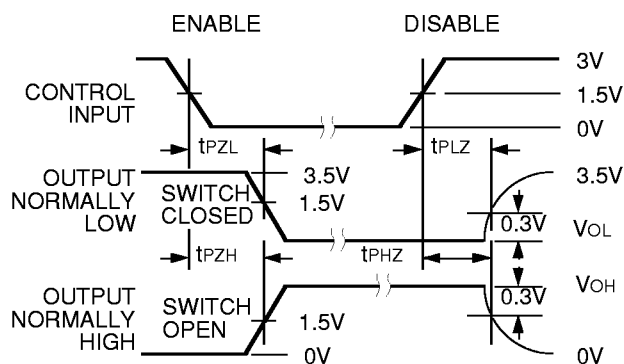 ENABLE DISABLE
3V
CONTROL INPUT
1.5V
0V
tPZL tPLZ
OUTPUT NORMALLY LOW
SWITCH CLOSED
3.5V
1.5V
3.5V
0.3V
VOL
tPZH tPHZ
OUTPUT NORMALLY HIGH
SWITCH OPEN
1.5V
0V
0.3V
VOH
0V